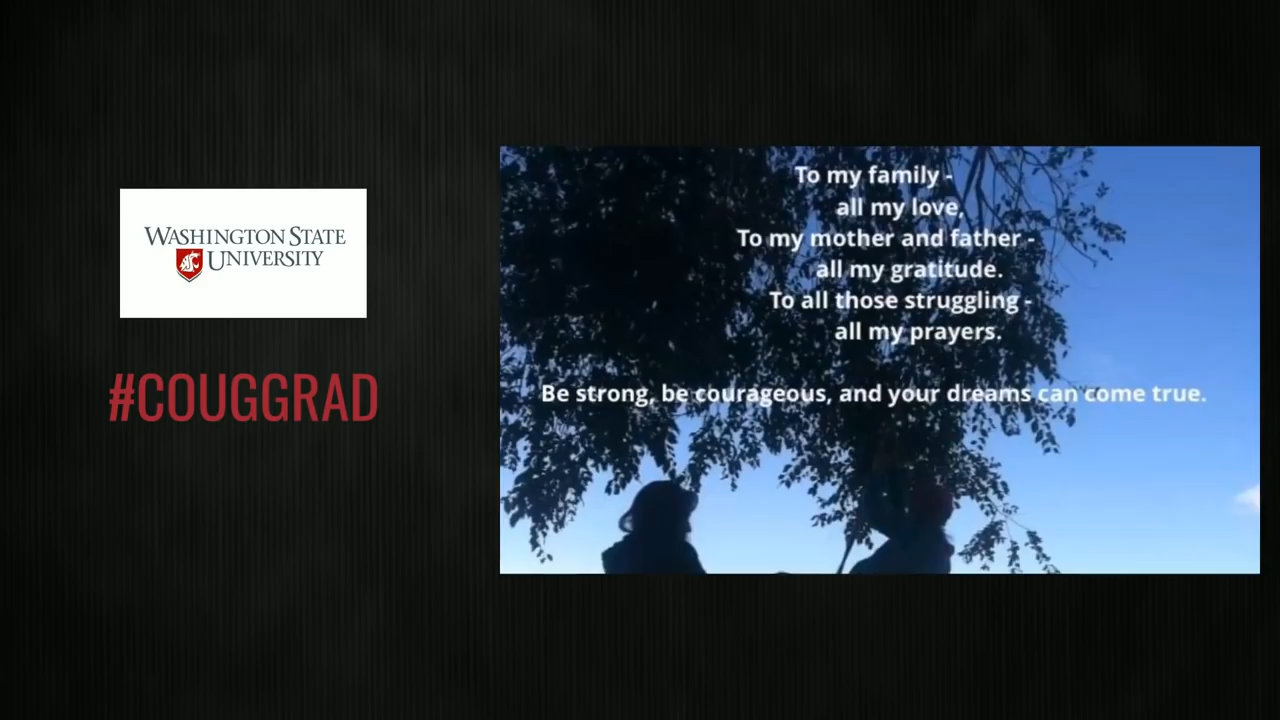 WASHINGTON STATE
UNIVERSITY
#COUGGRAD
To my family -
all my love,
To my mother and father -
all my gratitude.
To all those struggling -
all my prayers.
Be strong, be courageous, and your dreams can come true.